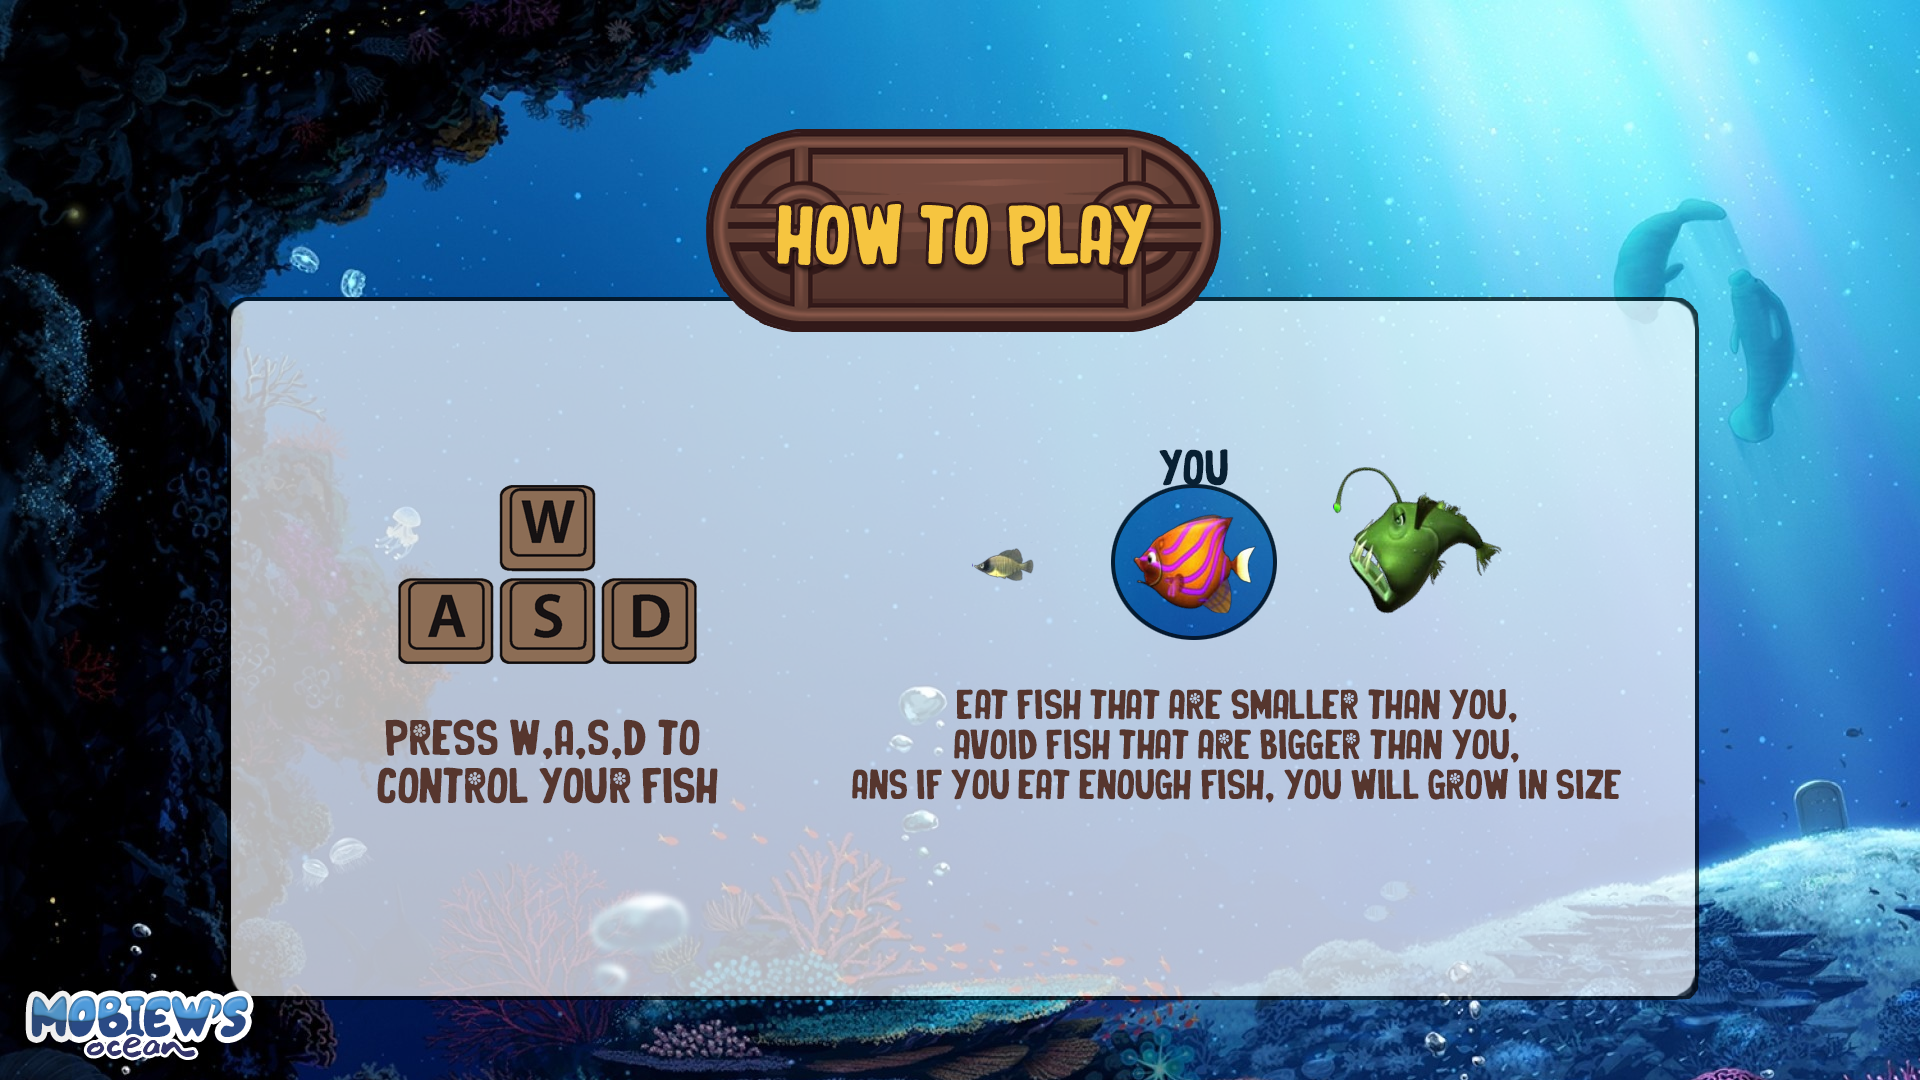 HOW TO PLAY
YOU
W
A S D
PRESS W,A,S,D TO
CONTROL YOUR FISH
EAT FISH THAT ARE SMALLER THAN YOU,
AVOID FISH THAT ARE BIGGER THAN YOU,
ANS IF YOU EAT ENOUGH FISH, YOU WILL GROW IN SIZE
MOBIEW'S
ocean